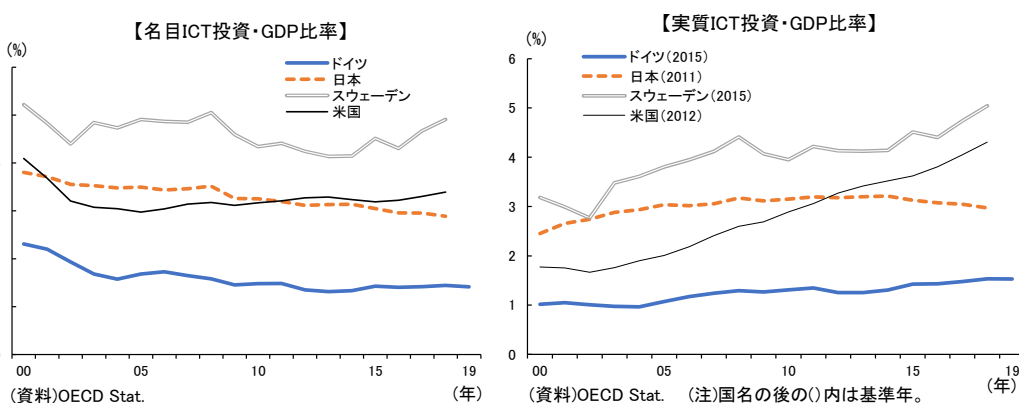 【名目ICT投資・GDP比率】
(%)
ドイツ
日本
スウェーデン
米国
00
05
10
15
19
(年)
(資料)OECD Stat.
【実質ICT投資・GDP比率】
(%)
6
5
4
3
2
1
0
ドイツ(2015)
日本(2011)
スウェーデン(2015)
米国(2012)
00
05
10
15
19
(年)
(資料)OECD Stat. (注)国名の後の()内は基準年。